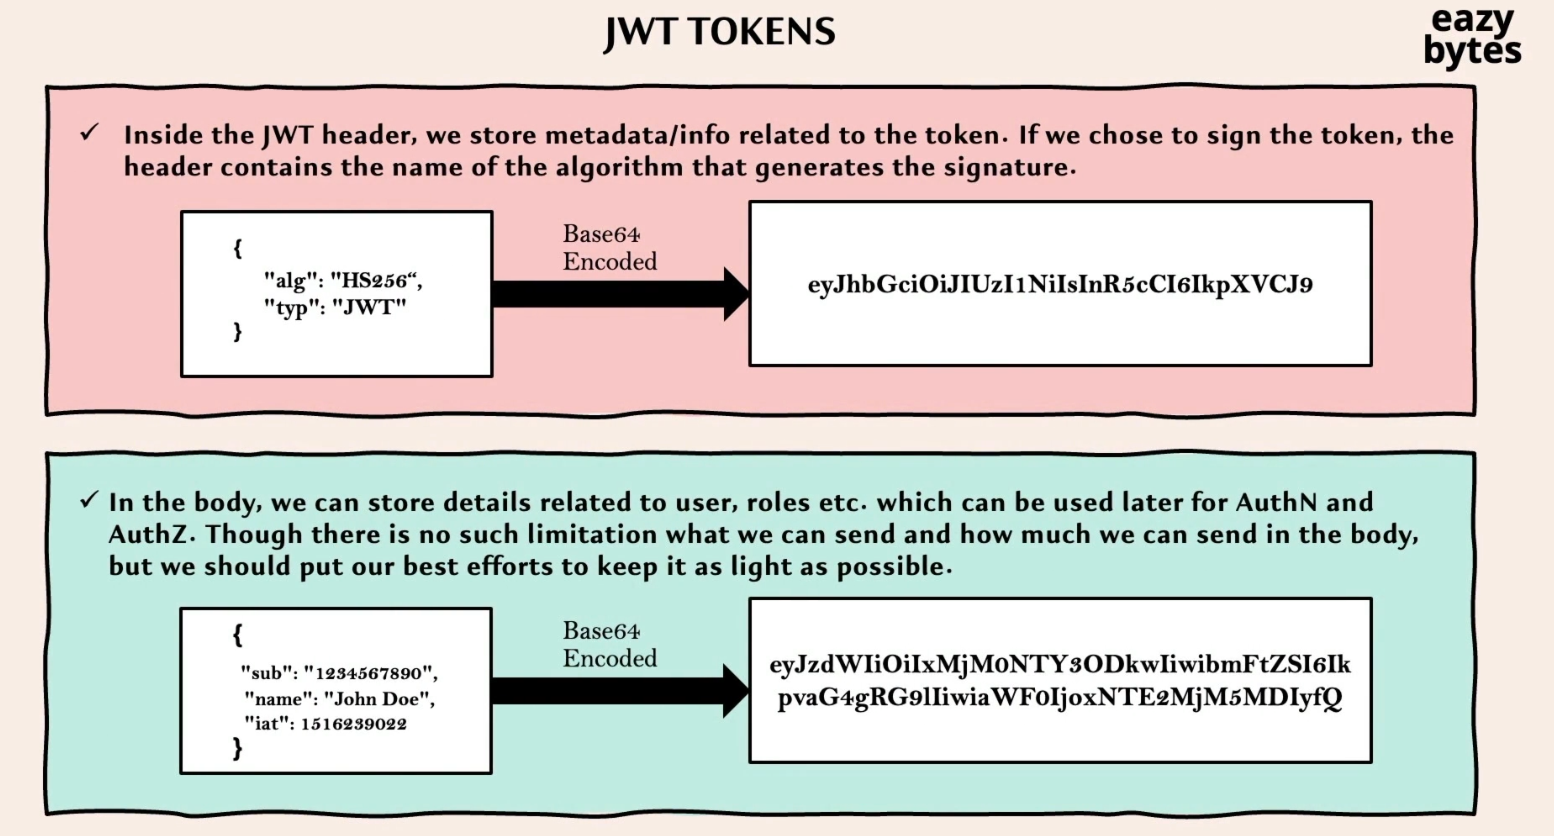 JWT TOKENS
eazy
bytes
✓ Inside the JWT header, we store metadata/info related to the token. If we chose to sign the token, the
header contains the name of the algorithm that generates the signature.
{
"alg": "HS256“,
"typ": "JWT"
}
Base64
Encoded
eyJhbGciOiJIUzI1NiIsInR5cCI6IkpXVCJ9
✓ In the body, we can store details related to user, roles etc. which can be used later for AuthN and
AuthZ. Though there is no such limitation what we can send and how much we can send in the body,
but we should put our best efforts to keep it as light as possible.
{
"sub": "1234567890",
"name": "John Doe",
"iat": 1516239022
}
Base64
Encoded
eyJzdWIiOiIxMjM0NTY3ODkwIiwibmFtZSI6Ik
pvaG4gRG9lIiwiaWF0IjoxNTE2MjM5MDIyfQ